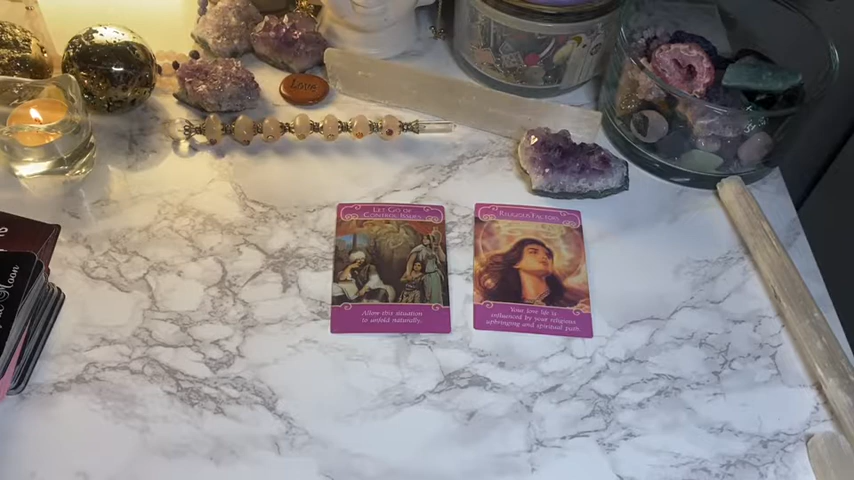 LOVE
LET GO OF
CONTROL ISSUES
RELIGIOUS FACTORS
Allow this situation
to unfold naturally.
Your love life is
influenced by your religious
upbringing and spiritual path
Moon